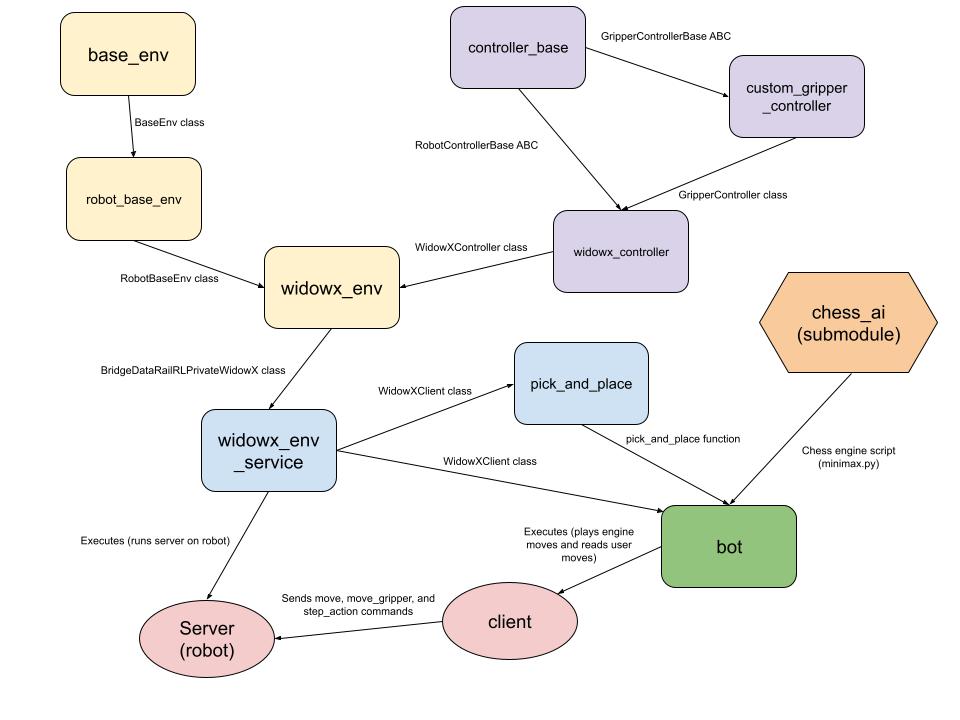 base_env
controller_base
GripperControllerBase ABC
custom_gripper
_controller
BaseEnv class
RobotControllerBase ABC
robot_base_env
GripperController class
RobotBaseEnv class
WidowXController class
widowx_controller
widowx_env
chess_ai
(submodule)
BridgeDataRailRLPrivateWidowX class
WidowXClient class
pick_and_place
widowx_env
_service
pick_and_place function
WidowXClient class
Chess engine script
(minimax.py)
Executes (runs server on robot)
Executes (plays engine
moves and reads user
moves)
bot
Sends move, move_gripper, and
step_action commands
client
Server
(robot)